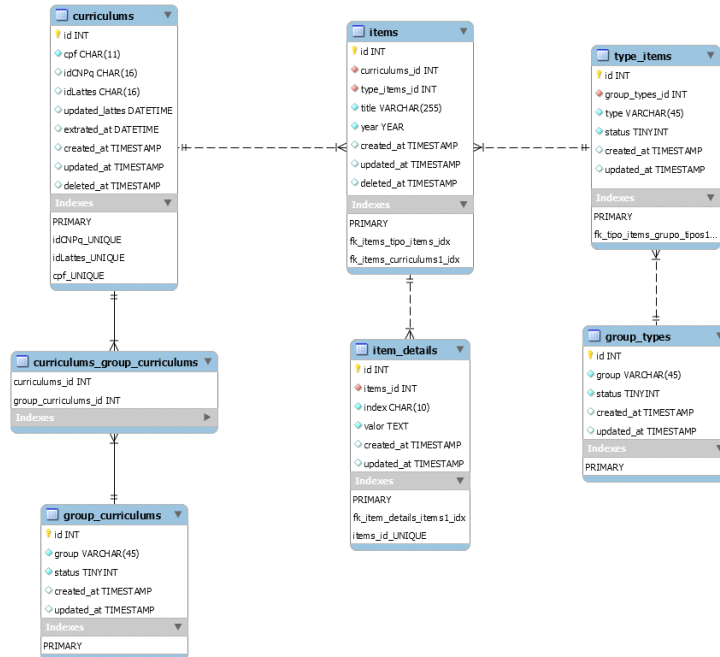 curriculums
id INT
cpf CHAR(11)
idCNPq CHAR(16)
idLattes CHAR(16)
updated_lattes DATETIME
extrated_at DATETIME
created_at TIMESTAMP
updated_at TIMESTAMP
deleted_at TIMESTAMP
Indexes
PRIMARY
idCNPq_UNIQUE
idLattes_UNIQUE
cpf_UNIQUE
items
id INT
curriculums_id INT
type_items_id INT
title VARCHAR(255)
year YEAR
created_at TIMESTAMP
updated_at TIMESTAMP
deleted_at TIMESTAMP
Indexes
PRIMARY
fk_items_tipo_items_idx
fk_items_curriculums1_idx
type_items
id INT
group_types_id INT
type VARCHAR(45)
status TINYINT
created_at TIMESTAMP
updated_at TIMESTAMP
Indexes
PRIMARY
fk_tipo_items_grupo_tipos1...
curriculums_group_curriculums
curriculums_id INT
group_curriculums_id INT
Indexes
item_details
id INT
items_id INT
index CHAR(10)
valor TEXT
created_at TIMESTAMP
updated_at TIMESTAMP
Indexes
PRIMARY
fk_item_details_items1_idx
items_id_UNIQUE
group_types
id INT
group VARCHAR(45)
status TINYINT
created_at TIMESTAMP
updated_at TIMESTAMP
Indexes
PRIMARY
group_curriculums
id INT
group VARCHAR(45)
status TINYINT
created_at TIMESTAMP
updated_at TIMESTAMP
Indexes
PRIMARY